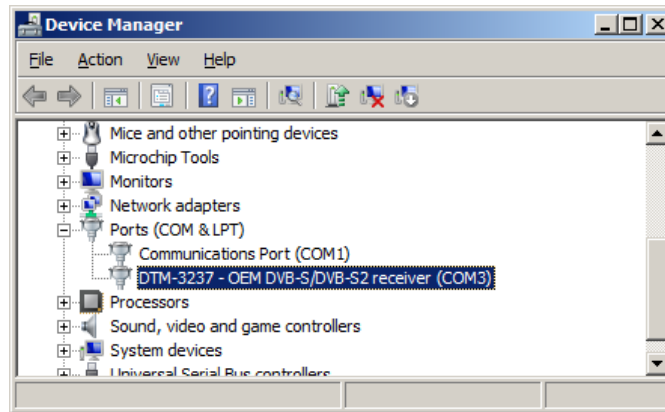 Device Manager
File Action View Help
Mice and other pointing devices
Microchip Tools
Monitors
Network adapters
Ports (COM & LPT)
Communications Port (COM1)
DTM-3237 - OEM DVB-S/DVB-S2 receiver (COM3)
Processors
Sound, video and game controllers
System devices
Universal Serial Bus controllers